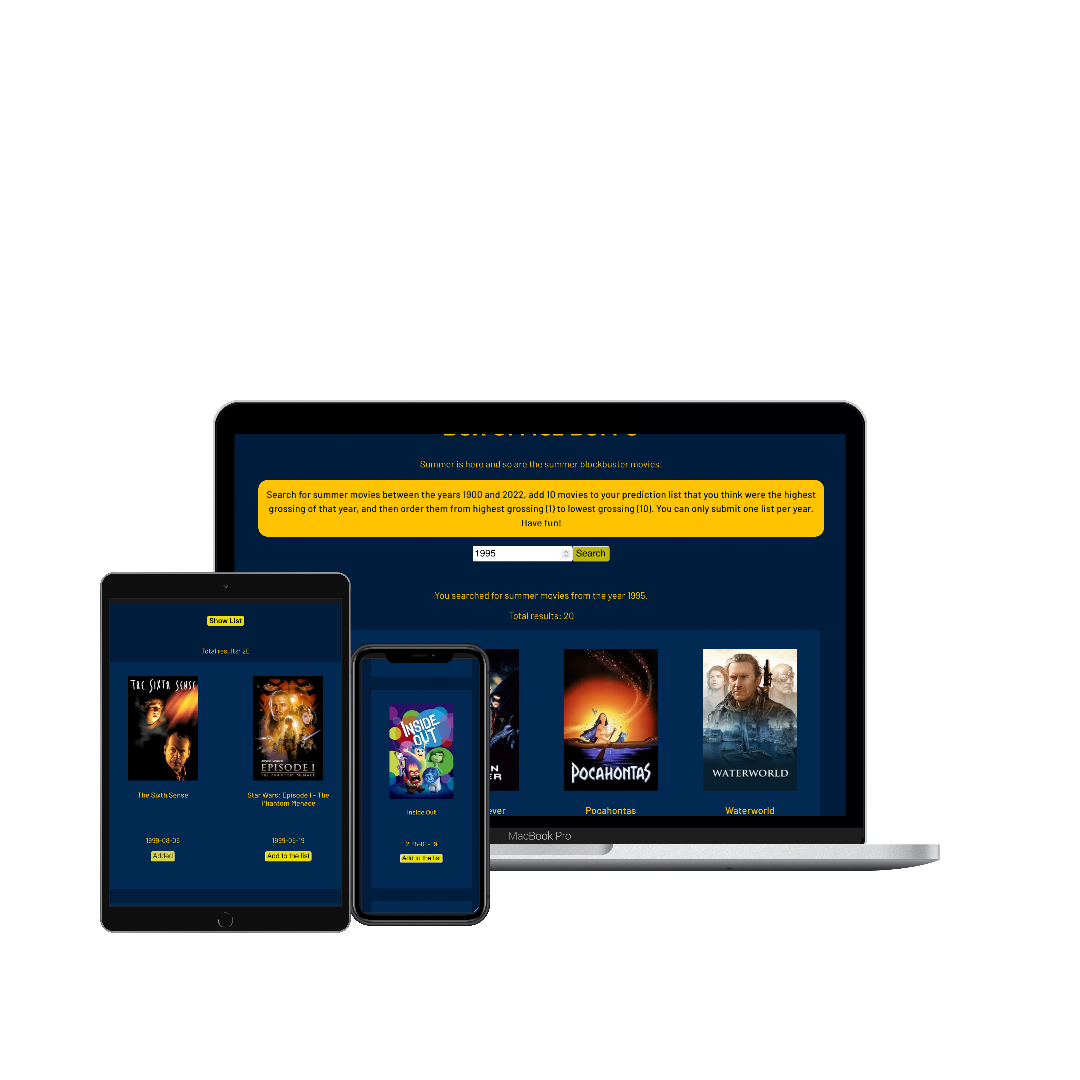 BOX OFFICE BUFFS
Summer is here and so are the summer blockbuster movies!
Search for summer movies between the years 1900 and 2022, add 10 movies to your prediction list that you think were the highest
grossing of that year, and then order them from highest grossing (1) to lowest grossing (10). You can only submit one list per year.
Have fun!
1995
Search
You searched for summer movies from the year 1995.
Total results: 20
POCAHONTAS
WATERWORLD
ever
Pocahontas
Waterworld
MacBook Pro
Show List
Total results: 20
THE SIXTH SENSE
EPISODE I
THE PHANTOM MENACE
The Sixth Sense
Star Wars: Episode I - The
Phantom Menace
1999-08-06
1999-05-19
Added
Add to the list
INSIDE
OUT
Inside Out
Add to the list